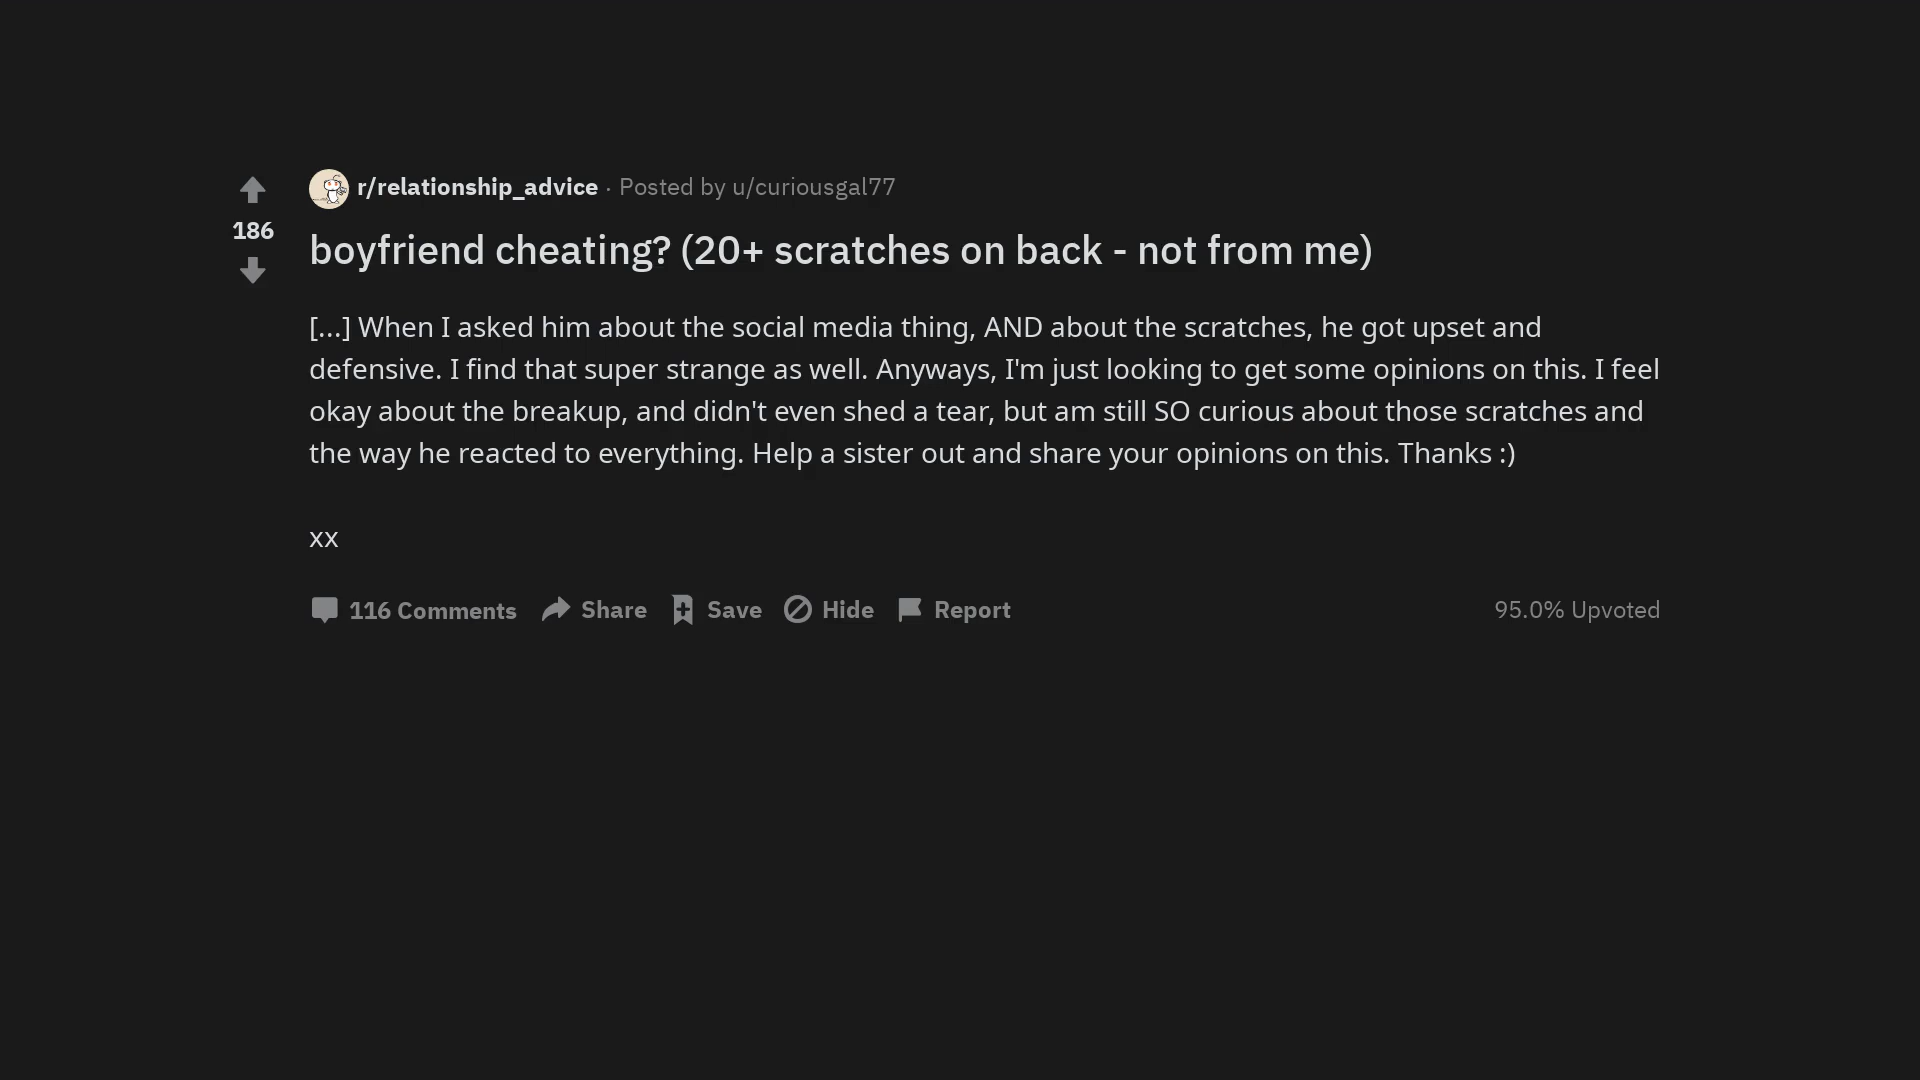 r/relationship_advice · Posted by u/curiousgal77
186
boyfriend cheating? (20+ scratches on back - not from me)
[...] When I asked him about the social media thing, AND about the scratches, he got upset and
defensive. I find that super strange as well. Anyways, I'm just looking to get some opinions on this. I feel
okay about the breakup, and didn't even shed a tear, but am still SO curious about those scratches and
the way he reacted to everything. Help a sister out and share your opinions on this. Thanks :)
xx
116 Comments Share Save Hide Report 95.0% Upvoted